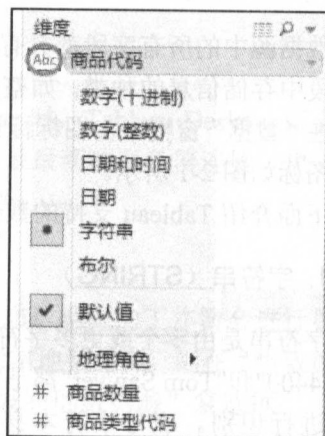 维度
Abc 商品代码
数字(十进制)
数字(整数)
日期和时间
日期
字符串
布尔
默认值
地理角色
# 商品数量
# 商品类型代码